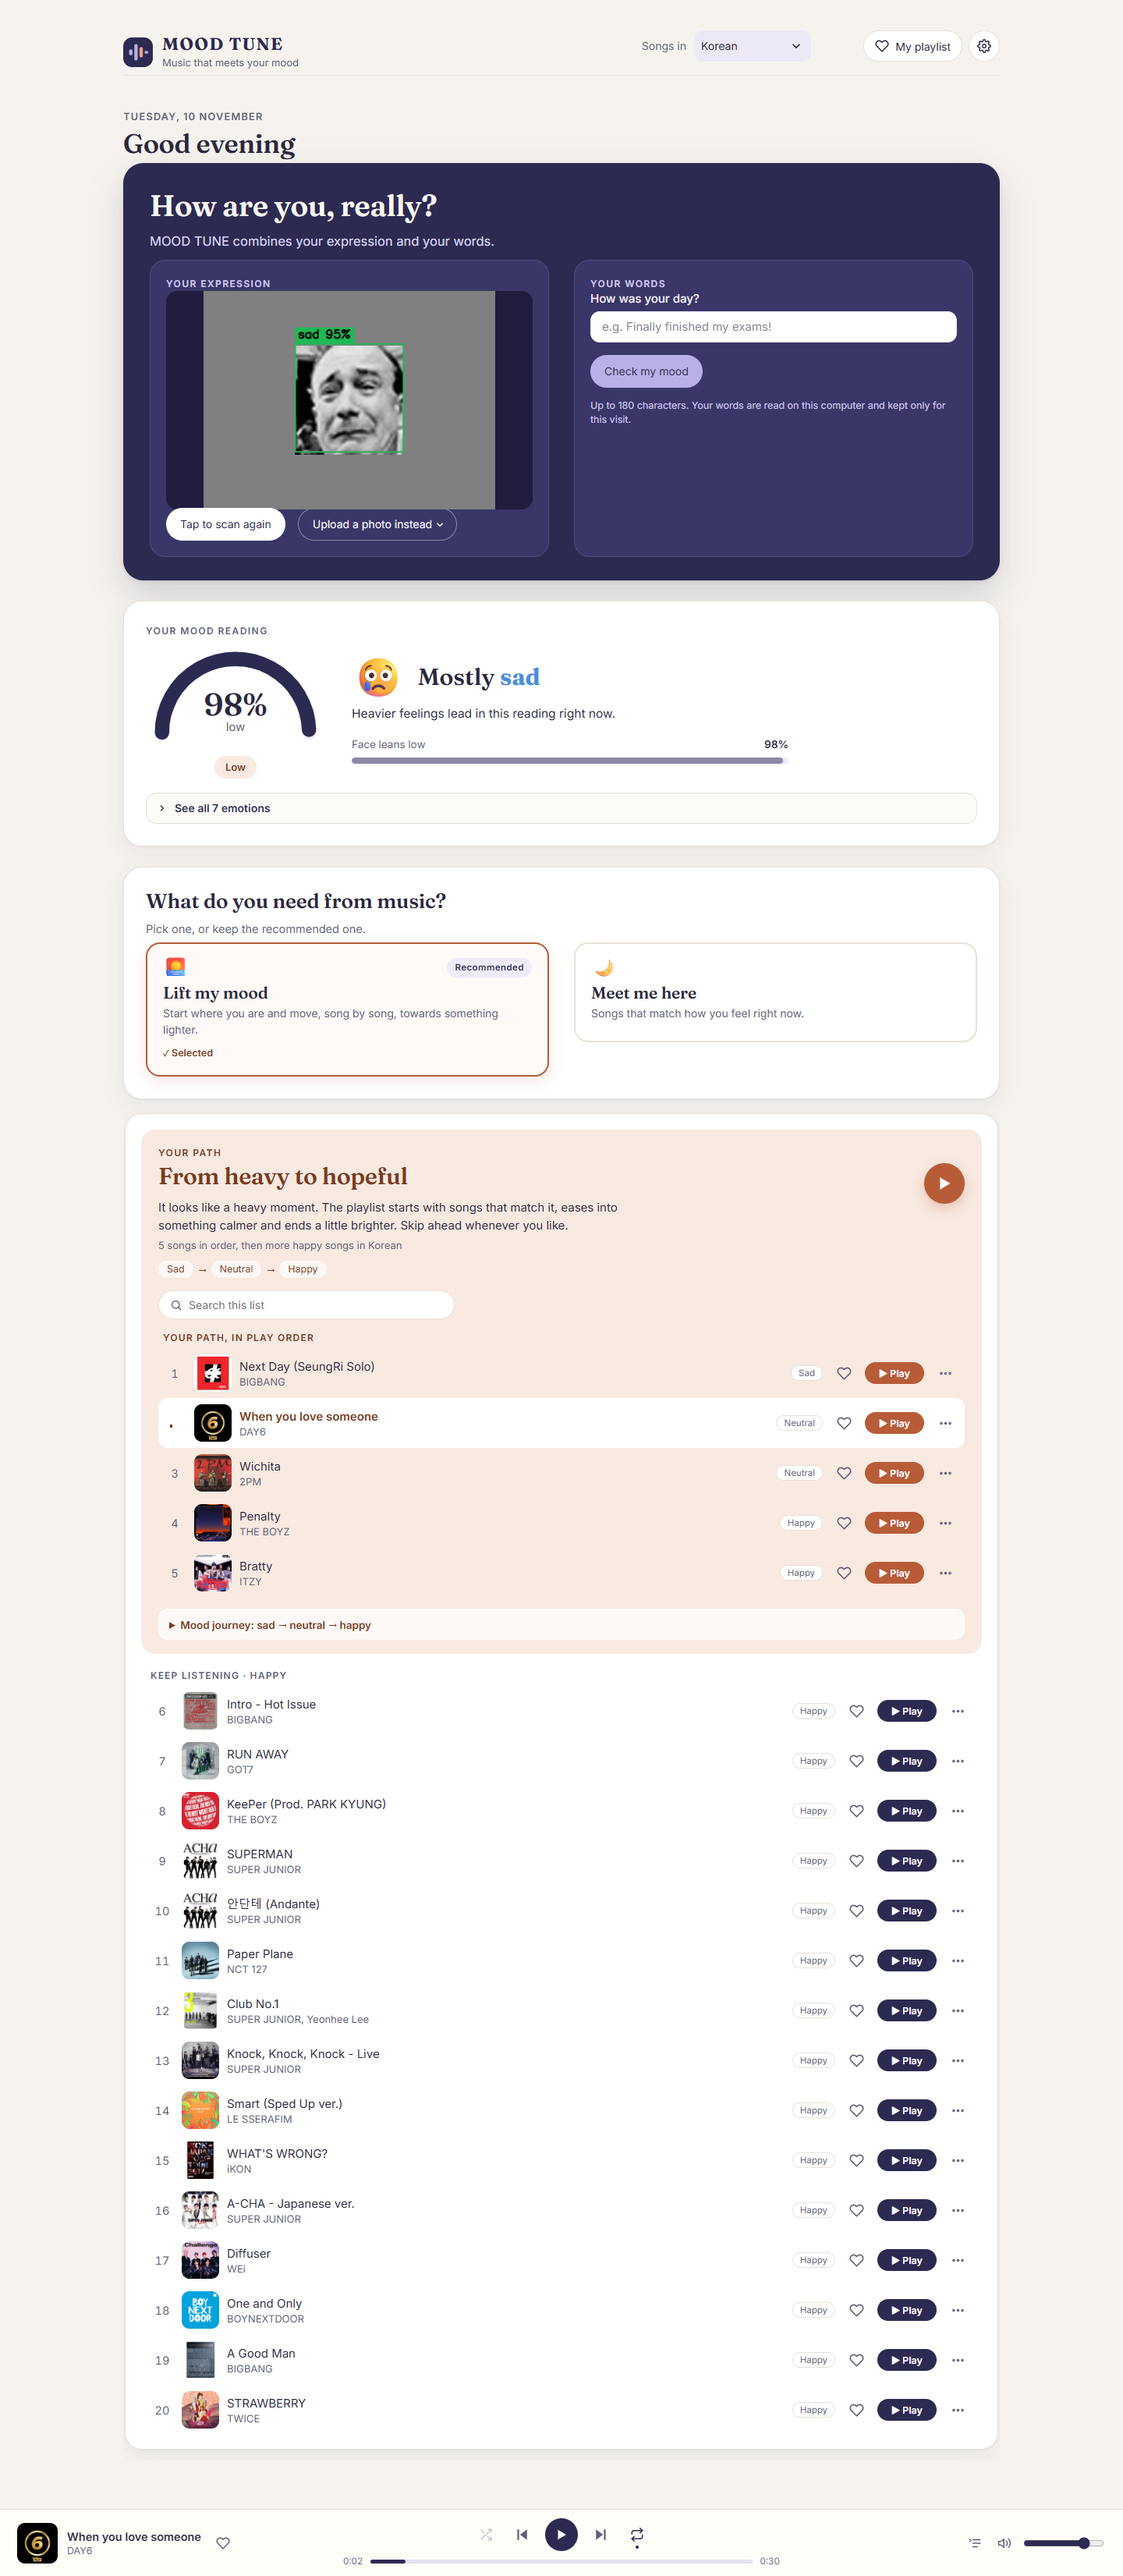 MOOD TUNE
Music that meets your mood
Songs in
Korean
My playlist
TUESDAY, 10 NOVEMBER
Good evening
How are you, really?
MOOD TUNE combines your expression and your words.
YOUR EXPRESSION
sad 95%
Tap to scan again
Upload a photo instead
YOUR WORDS
How was your day?
e.g. Finally finished my exams!
Check my mood
Up to 180 characters. Your words are read on this computer and kept only for
this visit.
YOUR MOOD READING
98%
low
Low
Mostly sad
Heavier feelings lead in this reading right now.
Face leans low 98%
See all 7 emotions
What do you need from music?
Pick one, or keep the recommended one.
Recommended
Lift my mood
Start where you are and move, song by song, towards something
lighter.
✓ Selected
Meet me here
Songs that match how you feel right now.
YOUR PATH
From heavy to hopeful
It looks like a heavy moment. The playlist starts with songs that match it, eases into
something calmer and ends a little brighter. Skip ahead whenever you like.
5 songs in order, then more happy songs in Korean
Sad → Neutral → Happy
Search this list
YOUR PATH, IN PLAY ORDER
1 Next Day (SeungRi Solo) Sad Play
BIGBANG
When you love someone Neutral Play
DAY6
3 Wichita Neutral Play
2PM
4 Penalty Happy Play
THE BOYZ
5 Bratty Happy Play
ITZY
Mood journey: sad → neutral → happy
KEEP LISTENING · HAPPY
6 Intro - Hot Issue Happy Play
BIGBANG
7 RUN AWAY Happy Play
GOT7
8 KeePer (Prod. PARK KYUNG) Happy Play
THE BOYZ
9 SUPERMAN Happy Play
SUPER JUNIOR
10 안단테 (Andante) Happy Play
SUPER JUNIOR
11 Paper Plane Happy Play
NCT 127
12 Club No.1 Happy Play
SUPER JUNIOR, Yeonhee Lee
13 Knock, Knock, Knock - Live Happy Play
SUPER JUNIOR
14 Smart (Sped Up ver.) Happy Play
LE SSERAFIM
15 WHAT'S WRONG? Happy Play
iKON
16 A-CHA - Japanese ver. Happy Play
SUPER JUNIOR
17 Diffuser Happy Play
WEi
18 One and Only Happy Play
BOYNEXTDOOR
19 A Good Man Happy Play
BIGBANG
20 STRAWBERRY Happy Play
TWICE
When you love someone
DAY6
0:02 0:30